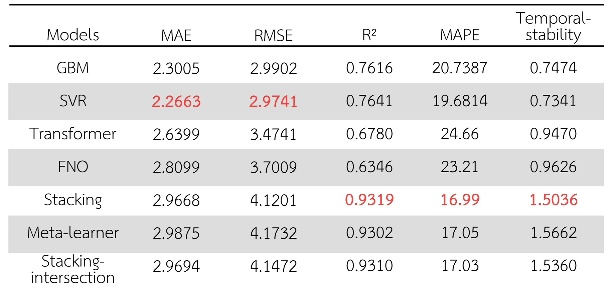 Models MAE RMSE R² MAPE Temporal-stability
GBM 2.3005 2.9902 0.7616 20.7387 0.7474
SVR 2.2663 2.9741 0.7641 19.6814 0.7341
Transformer 2.6399 3.4741 0.6780 24.66 0.9470
FNO 2.8099 3.7009 0.6346 23.21 0.9626
Stacking 2.9668 4.1201 0.9319 16.99 1.5036
Meta-learner 2.9875 4.1732 0.9302 17.05 1.5662
Stacking-intersection 2.9694 4.1472 0.9310 17.03 1.5360